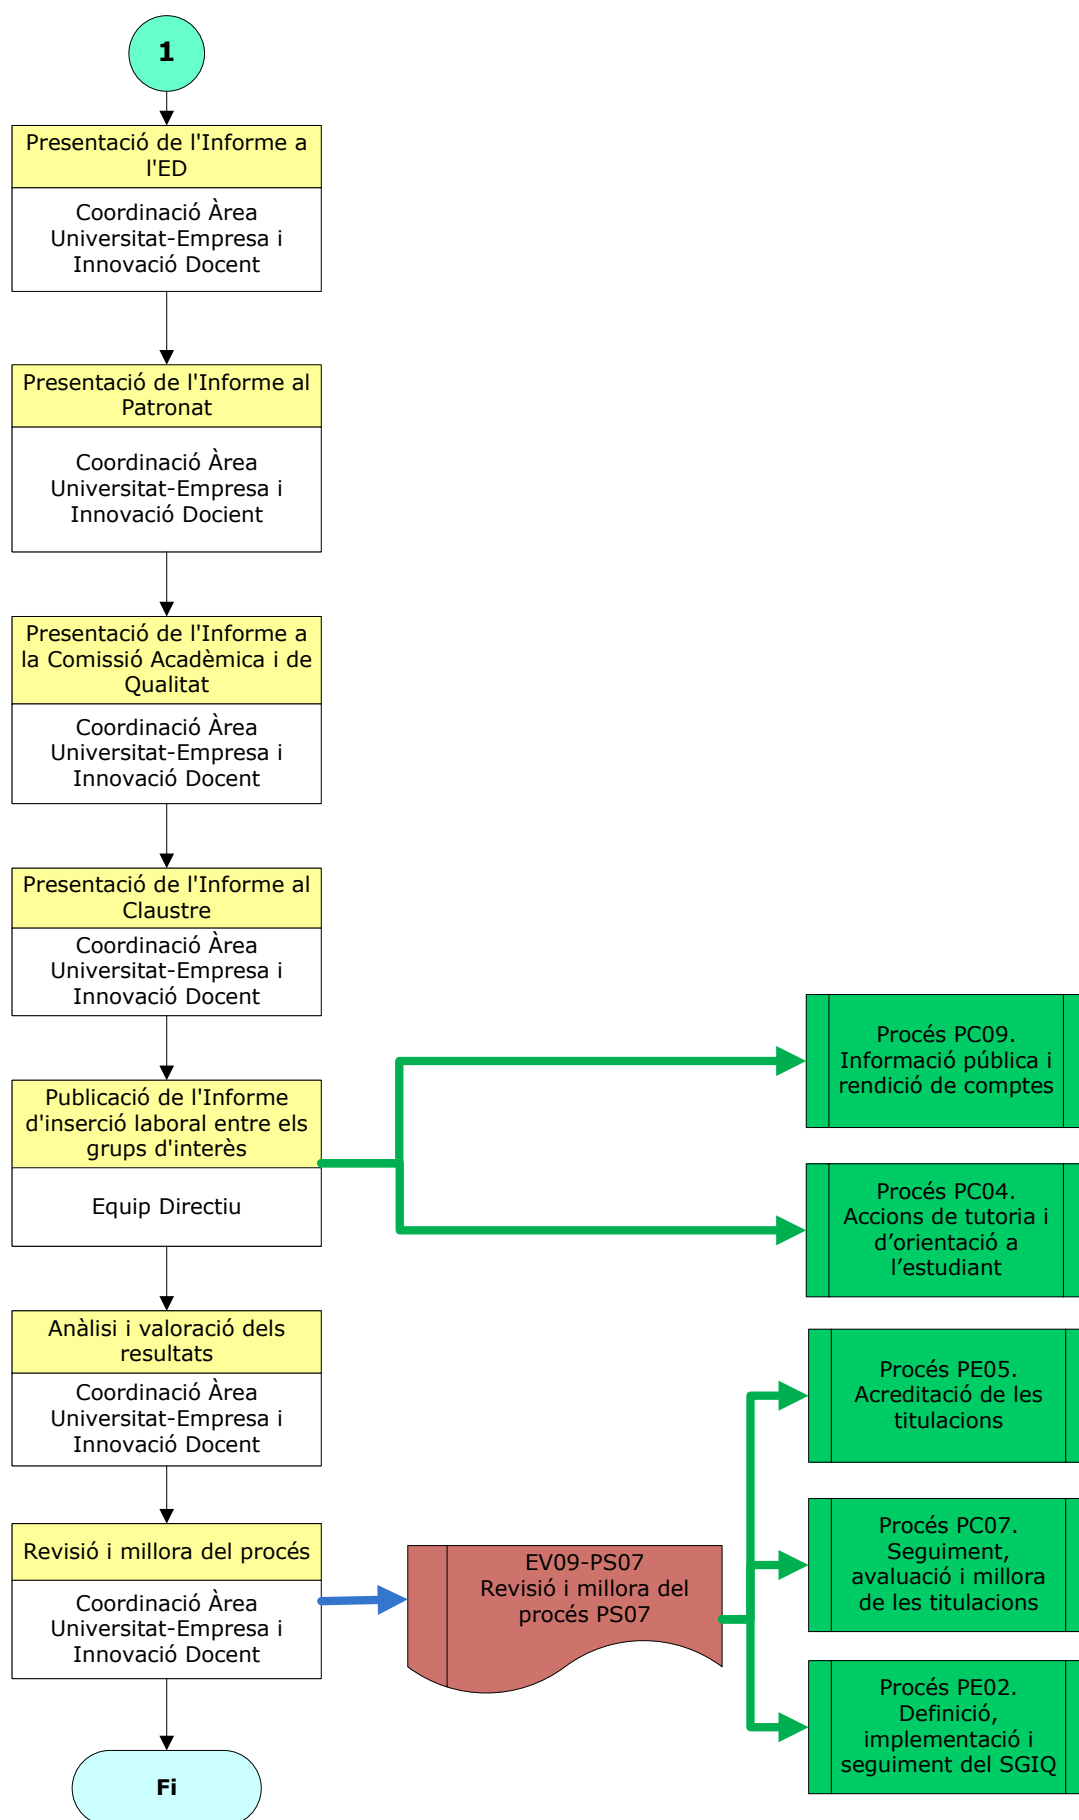 1
Presentació de l'Informe a
l'ED
Coordinació Àrea
Universitat-Empresa i
Innovació Docent
Presentació de l'Informe al
Patronat
Coordinació Àrea
Universitat-Empresa i
Innovació Docient
Presentació de l'Informe a
la Comissió Acadèmica i de
Qualitat
Coordinació Àrea
Universitat-Empresa i
Innovació Docent
Presentació de l'Informe al
Claustre
Coordinació Àrea
Universitat-Empresa i
Innovació Docent
Publicació de l'Informe
d'inserció laboral entre els
grups d'interès
Equip Directiu
Procés PC09.
Informació pública i
rendició de comptes
Procés PC04.
Accions de tutoria i
d’orientació a
l’estudiant
Anàlisi i valoració dels
resultats
Coordinació Àrea
Universitat-Empresa i
Innovació Docent
Revisió i millora del procés
Coordinació Àrea
Universitat-Empresa i
Innovació Docent
EV09-PS07
Revisió i millora del
procés PS07
Procés PE05.
Acreditació de les
titulacions
Procés PC07.
Seguiment,
avaluació i millora
de les titulacions
Procés PE02.
Definició,
implementació i
seguiment del SGIQ
Fi